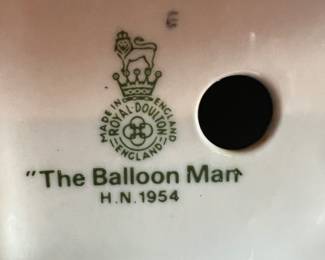 E
MADE IN ENGLAND
ROYAL·DOULTON
ENGLAND
"The Balloon Man"
H.N.1954